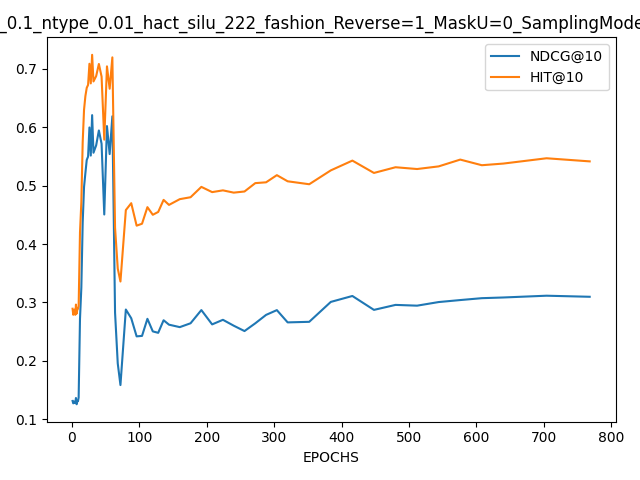 _0.1_ntype_0.01_hact_silu_222_fashion_Reverse=1_MaskU=0_SamplingMode
NDCG@10
HIT@10
0.7
0.6
0.5
0.4
0.3
0.2
0.1
0 100 200 300 400 500 600 700 800
EPOCHS